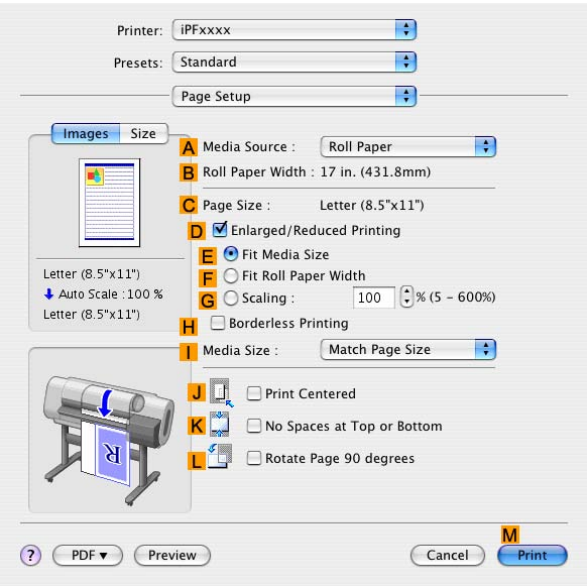 Printer: iPFxxxx
Presets: Standard
Page Setup
Images Size
A Media Source : Roll Paper
B Roll Paper Width : 17 in. (431.8mm)
C Page Size : Letter (8.5"x11")
D Enlarged/Reduced Printing
E Fit Media Size
F Fit Roll Paper Width
G Scaling : 100 % (5 - 600%)
H Borderless Printing
I Media Size : Match Page Size
J Print Centered
K No Spaces at Top or Bottom
L Rotate Page 90 degrees
Letter (8.5"x11")
Auto Scale :100 %
Letter (8.5"x11")
R
M
? PDF▼ Preview Cancel Print